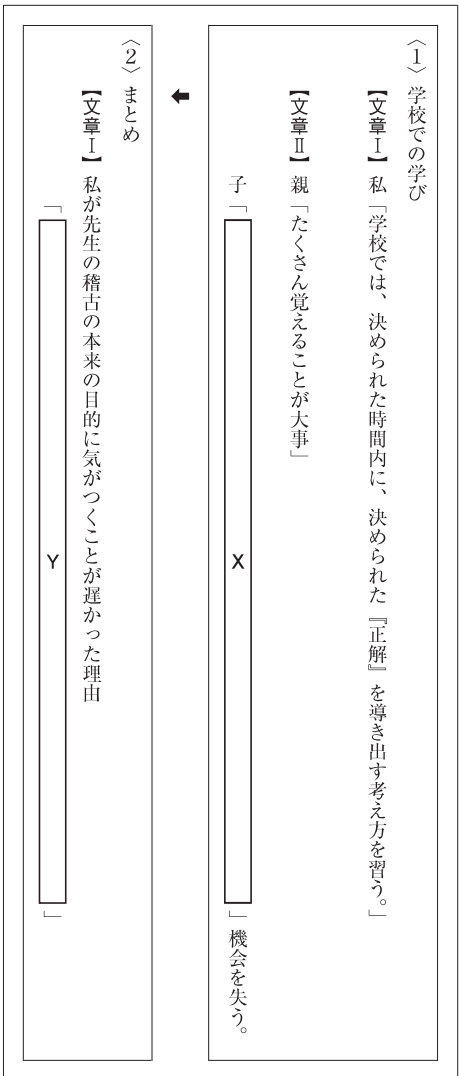 〈1〉学校での学び
【文章Ⅰ】私「学校では、決められた時間内に、決められた『正解』を導き出す考え方を習う。」
【文章Ⅱ】親「たくさん覚えることが大事」
子「 X 」機会を失う。
⬇
〈2〉まとめ
【文章Ⅰ】私が先生の稽古の本来の目的に気がつくことが遅かった理由
「 Y 」